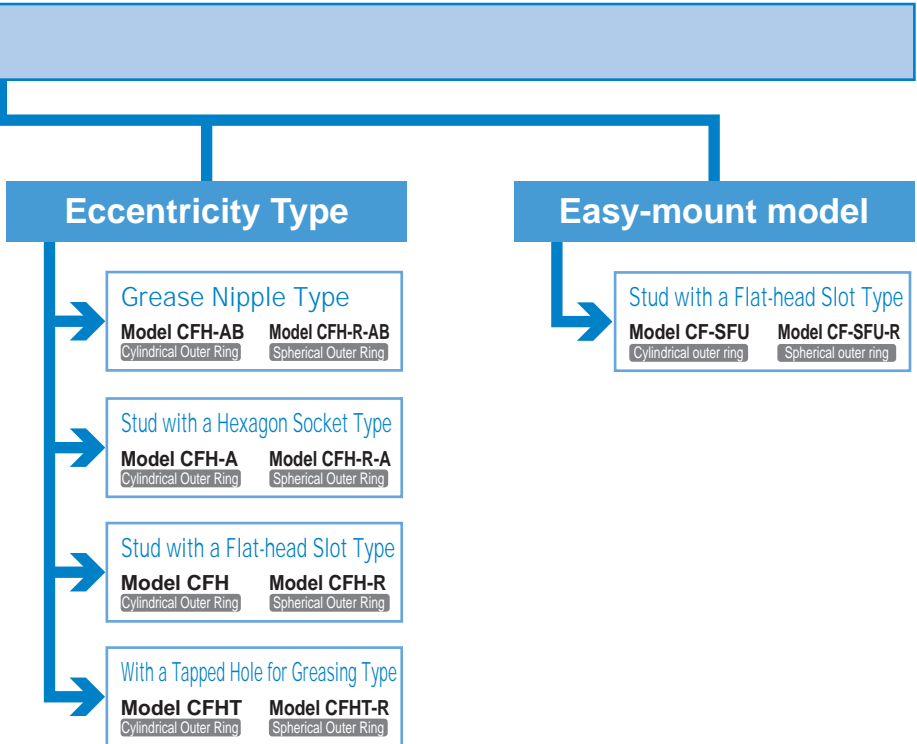 Eccentricity Type
Grease Nipple Type
Model CFH-AB Model CFH-R-AB
Cylindrical Outer Ring Spherical Outer Ring
Stud with a Hexagon Socket Type
Model CFH-A Model CFH-R-A
Cylindrical Outer Ring Spherical Outer Ring
Stud with a Flat-head Slot Type
Model CFH Model CFH-R
Cylindrical Outer Ring Spherical Outer Ring
With a Tapped Hole for Greasing Type
Model CFHT Model CFHT-R
Cylindrical Outer Ring Spherical Outer Ring
Easy-mount model
Stud with a Flat-head Slot Type
Model CF-SFU Model CF-SFU-R
Cylindrical outer ring Spherical outer ring